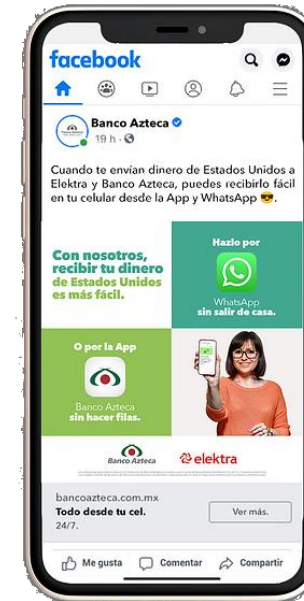 facebook
Banco Azteca
19 h ·
Cuando te envían dinero de Estados Unidos a
Elektra y Banco Azteca, puedes recibirlo fácil
en tu celular desde la App y WhatsApp 😎.
Con nosotros,
recibir tu dinero
de Estados Unidos
es más fácil.
Hazlo por
WhatsApp
sin salir de casa.
O por la App
Banco Azteca
sin hacer filas.
Banco Azteca
elektra
bancoazteca.com.mx
Todo desde tu cel.
24/7.
Ver más.
Me gusta
Comentar
Compartir